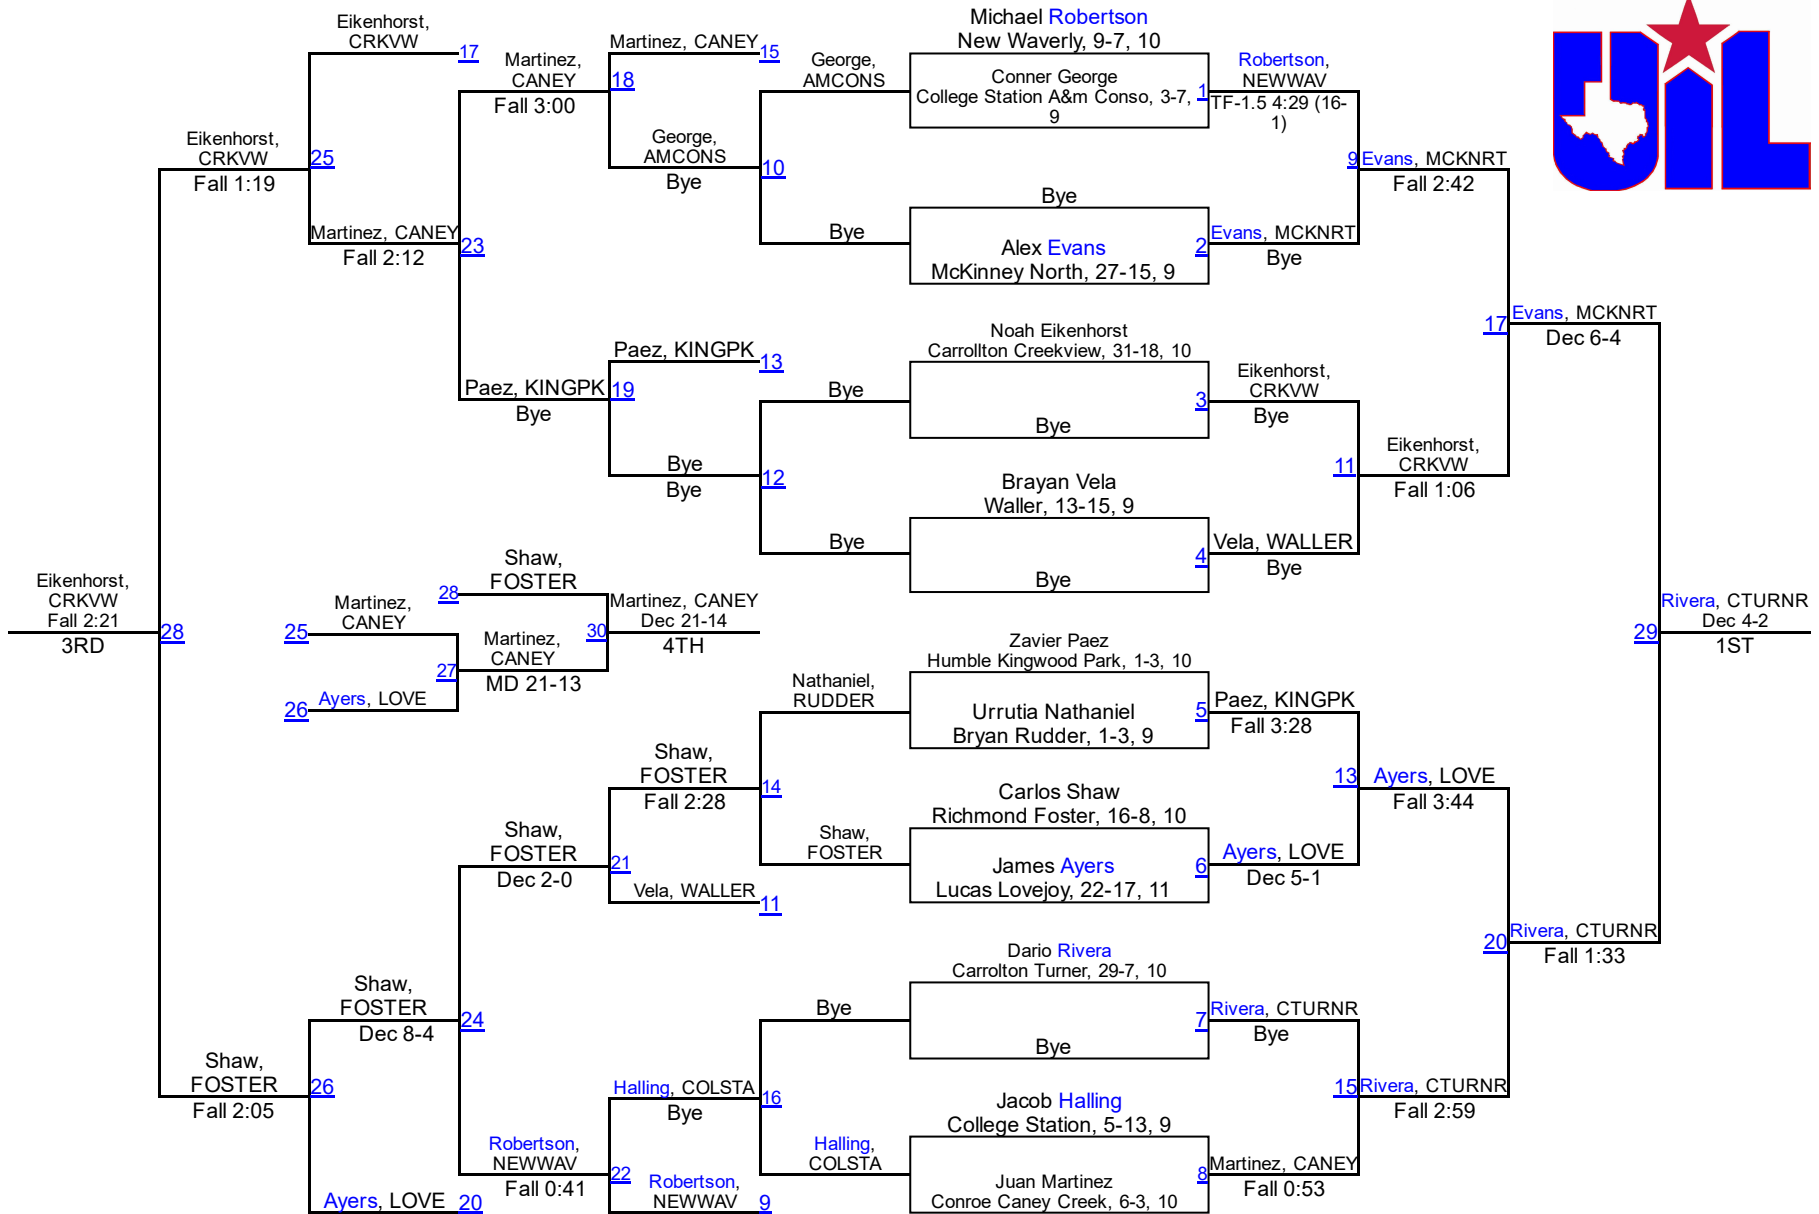 Eikenhorst,
CRKVW
17
Martinez,
CANEY
Fall 3:00
Martinez, CANEY
15
18
George,
AMCONS
Bye
George,
AMCONS
10
Bye
Michael Robertson
New Waverly, 9-7, 10
Conner George
College Station A&m Conso, 3-7,
9
1
Robertson,
NEWWAV
TF-1.5 4:29 (16-
1)
UIL
Bye
Alex Evans
McKinney North, 27-15, 9
2
Evans, MCKNRT
Bye
9
Evans, MCKNRT
Fall 2:42
Eikenhorst,
CRKVW
Fall 1:19
25
Martinez, CANEY
Fall 2:12
23
Paez, KINGPK
Bye
Paez, KINGPK
13
19
Bye
Bye
Bye
12
Bye
Noah Eikenhorst
Carrollton Creekview, 31-18, 10
Bye
3
Eikenhorst,
CRKVW
Bye
Brayan Vela
Waller, 13-15, 9
Bye
4
Vela, WALLER
Bye
11
Eikenhorst,
CRKVW
Fall 1:06
17
Evans, MCKNRT
Dec 6-4
Eikenhorst,
CRKVW
Fall 2:21
3RD
28
Shaw,
FOSTER
28
Martinez,
CANEY
25
Martinez,
CANEY
MD 21-13
27
Ayers, LOVE
26
30
Martinez, CANEY
Dec 21-14
4TH
Rivera, CTURNR
Dec 4-2
1ST
29
Zavier Paez
Humble Kingwood Park, 1-3, 10
Urrutia Nathaniel
Bryan Rudder, 1-3, 9
5
Paez, KINGPK
Fall 3:28
Nathaniel,
RUDDER
Shaw,
FOSTER
Fall 2:28
14
Shaw,
FOSTER
Carlos Shaw
Richmond Foster, 16-8, 10
James Ayers
Lucas Lovejoy, 22-17, 11
6
Ayers, LOVE
Dec 5-1
13
Ayers, LOVE
Fall 3:44
Shaw,
FOSTER
Dec 2-0
21
Vela, WALLER
11
Dario Rivera
Carrolton Turner, 29-7, 10
Bye
7
Rivera, CTURNR
Bye
20
Rivera, CTURNR
Fall 1:33
Shaw,
FOSTER
Dec 8-4
24
Bye
Shaw,
FOSTER
Fall 2:05
26
Halling, COLSTA
Bye
16
Halling,
COLSTA
Jacob Halling
College Station, 5-13, 9
Juan Martinez
Conroe Caney Creek, 6-3, 10
8
Martinez, CANEY
Fall 0:53
15
Rivera, CTURNR
Fall 2:59
Robertson,
NEWWAV
Fall 0:41
22
Robertson,
NEWWAV
9
Ayers, LOVE
20